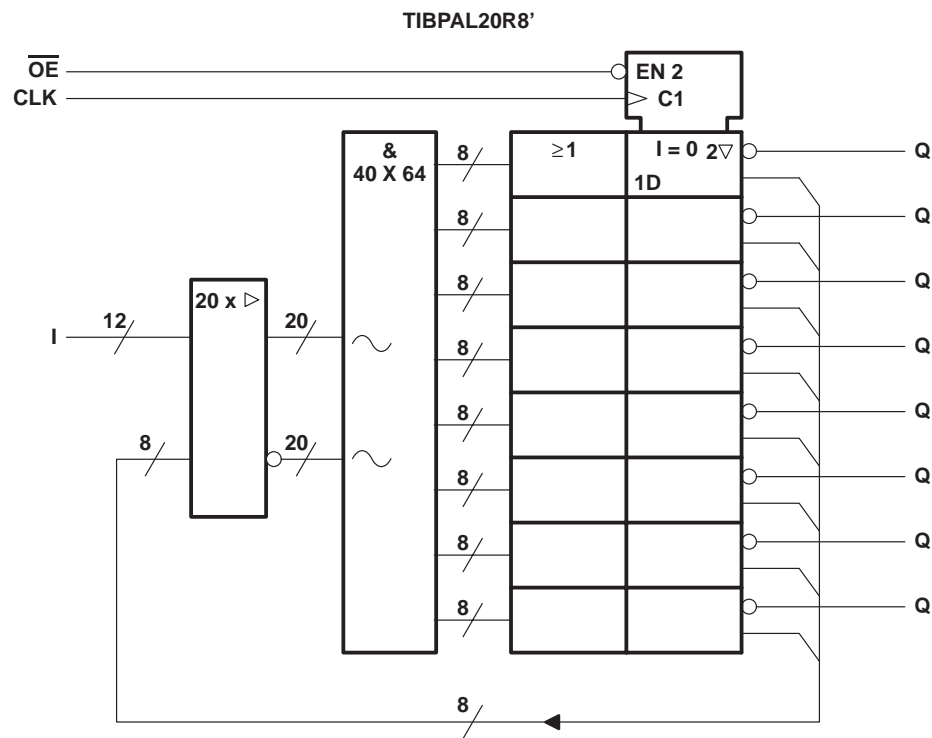 TIBPAL20R8'
OE
EN 2
CLK
C1
&
40 X 64
8
≥1
I = 0 2▽
1D
Q
8
Q
8
Q
20 x ▷
I
12
20
8
Q
8
Q
8
20
8
Q
8
Q
8
Q
8